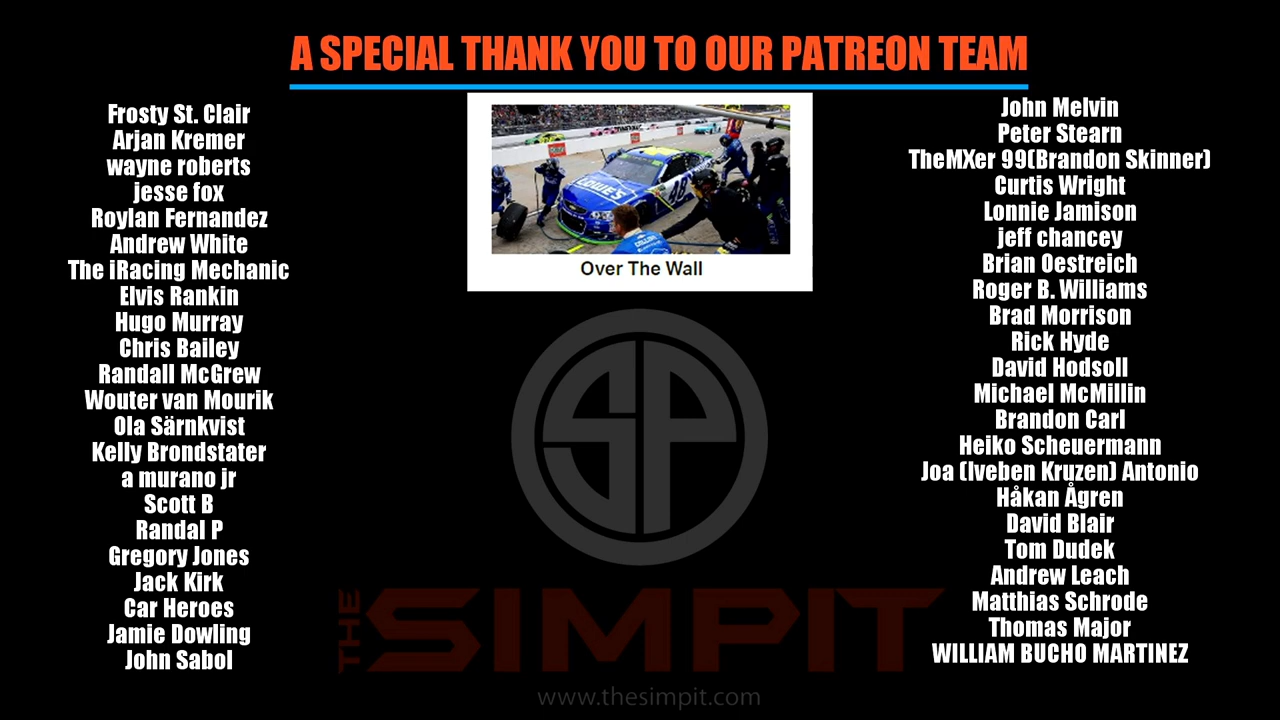 A SPECIAL THANK YOU TO OUR PATREON TEAM
Frosty St. Clair
Arjan Kremer
wayne roberts
jesse fox
Roylan Fernandez
Andrew White
The iRacing Mechanic
Elvis Rankin
Hugo Murray
Chris Bailey
Randall McGrew
Wouter van Mourik
Ola Särnkvist
Kelly Brondstater
a murano jr
Scott B
Randal P
Gregory Jones
Jack Kirk
Car Heroes
Jamie Dowling
John Sabol
LOWE'S
48
Over The Wall
SP
THE SIMPIT
www.thesimpit.com
John Melvin
Peter Stearn
TheMXer 99(Brandon Skinner)
Curtis Wright
Lonnie Jamison
jeff chancey
Brian Oestreich
Roger B. Williams
Brad Morrison
Rick Hyde
David Hodsoll
Michael McMillin
Brandon Carl
Heiko Scheuermann
Joa (Iveben Kruzen) Antonio
Håkan Ågren
David Blair
Tom Dudek
Andrew Leach
Matthias Schrode
Thomas Major
WILLIAM BUCHO MARTINEZ